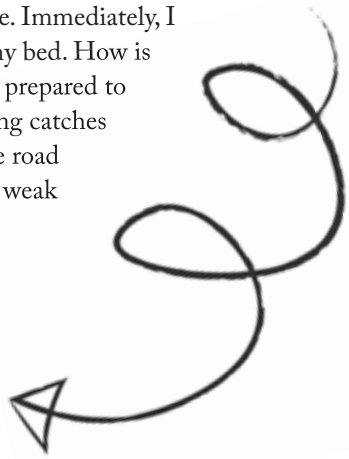 e. Immediately, I
ny bed. How is
prepared to
ng catches
e road
weak